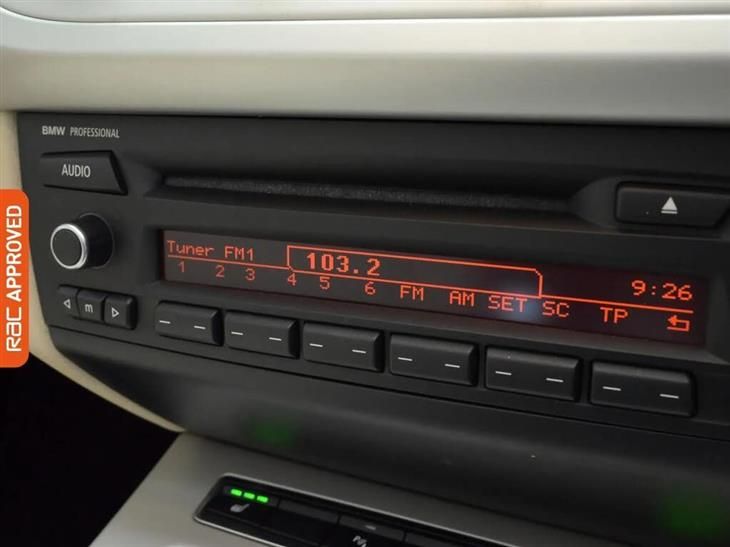 BMW PROFESSIONAL
AUDIO
RAC APPROVED
Tuner FM1 103.2 9:26
1 2 3 4 5 6 FM AM SET SC TP
m